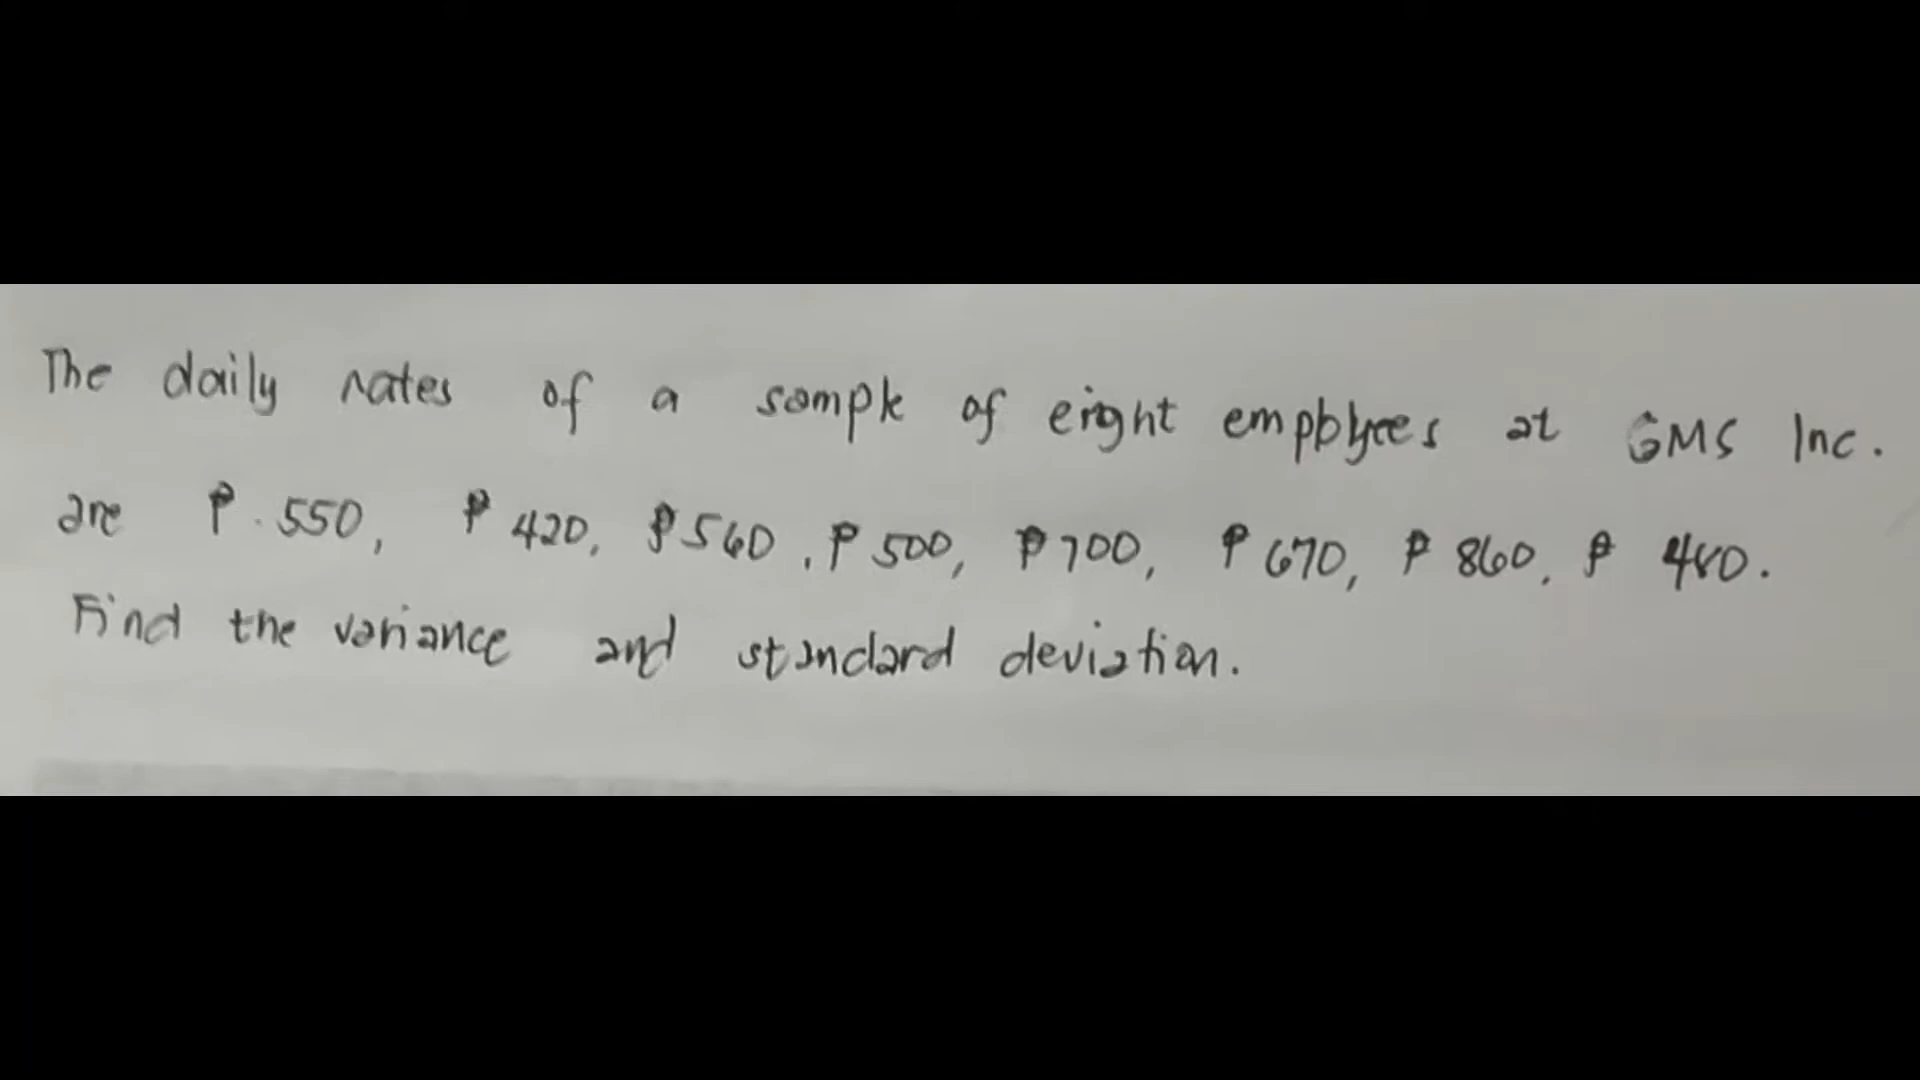 The daily rates of a sample of eight employees at GMS Inc.
are ₱ 550, ₱ 420, ₱ 560, ₱ 500, ₱ 700, ₱ 670, ₱ 860, ₱ 480.
Find the variance and standard deviation.